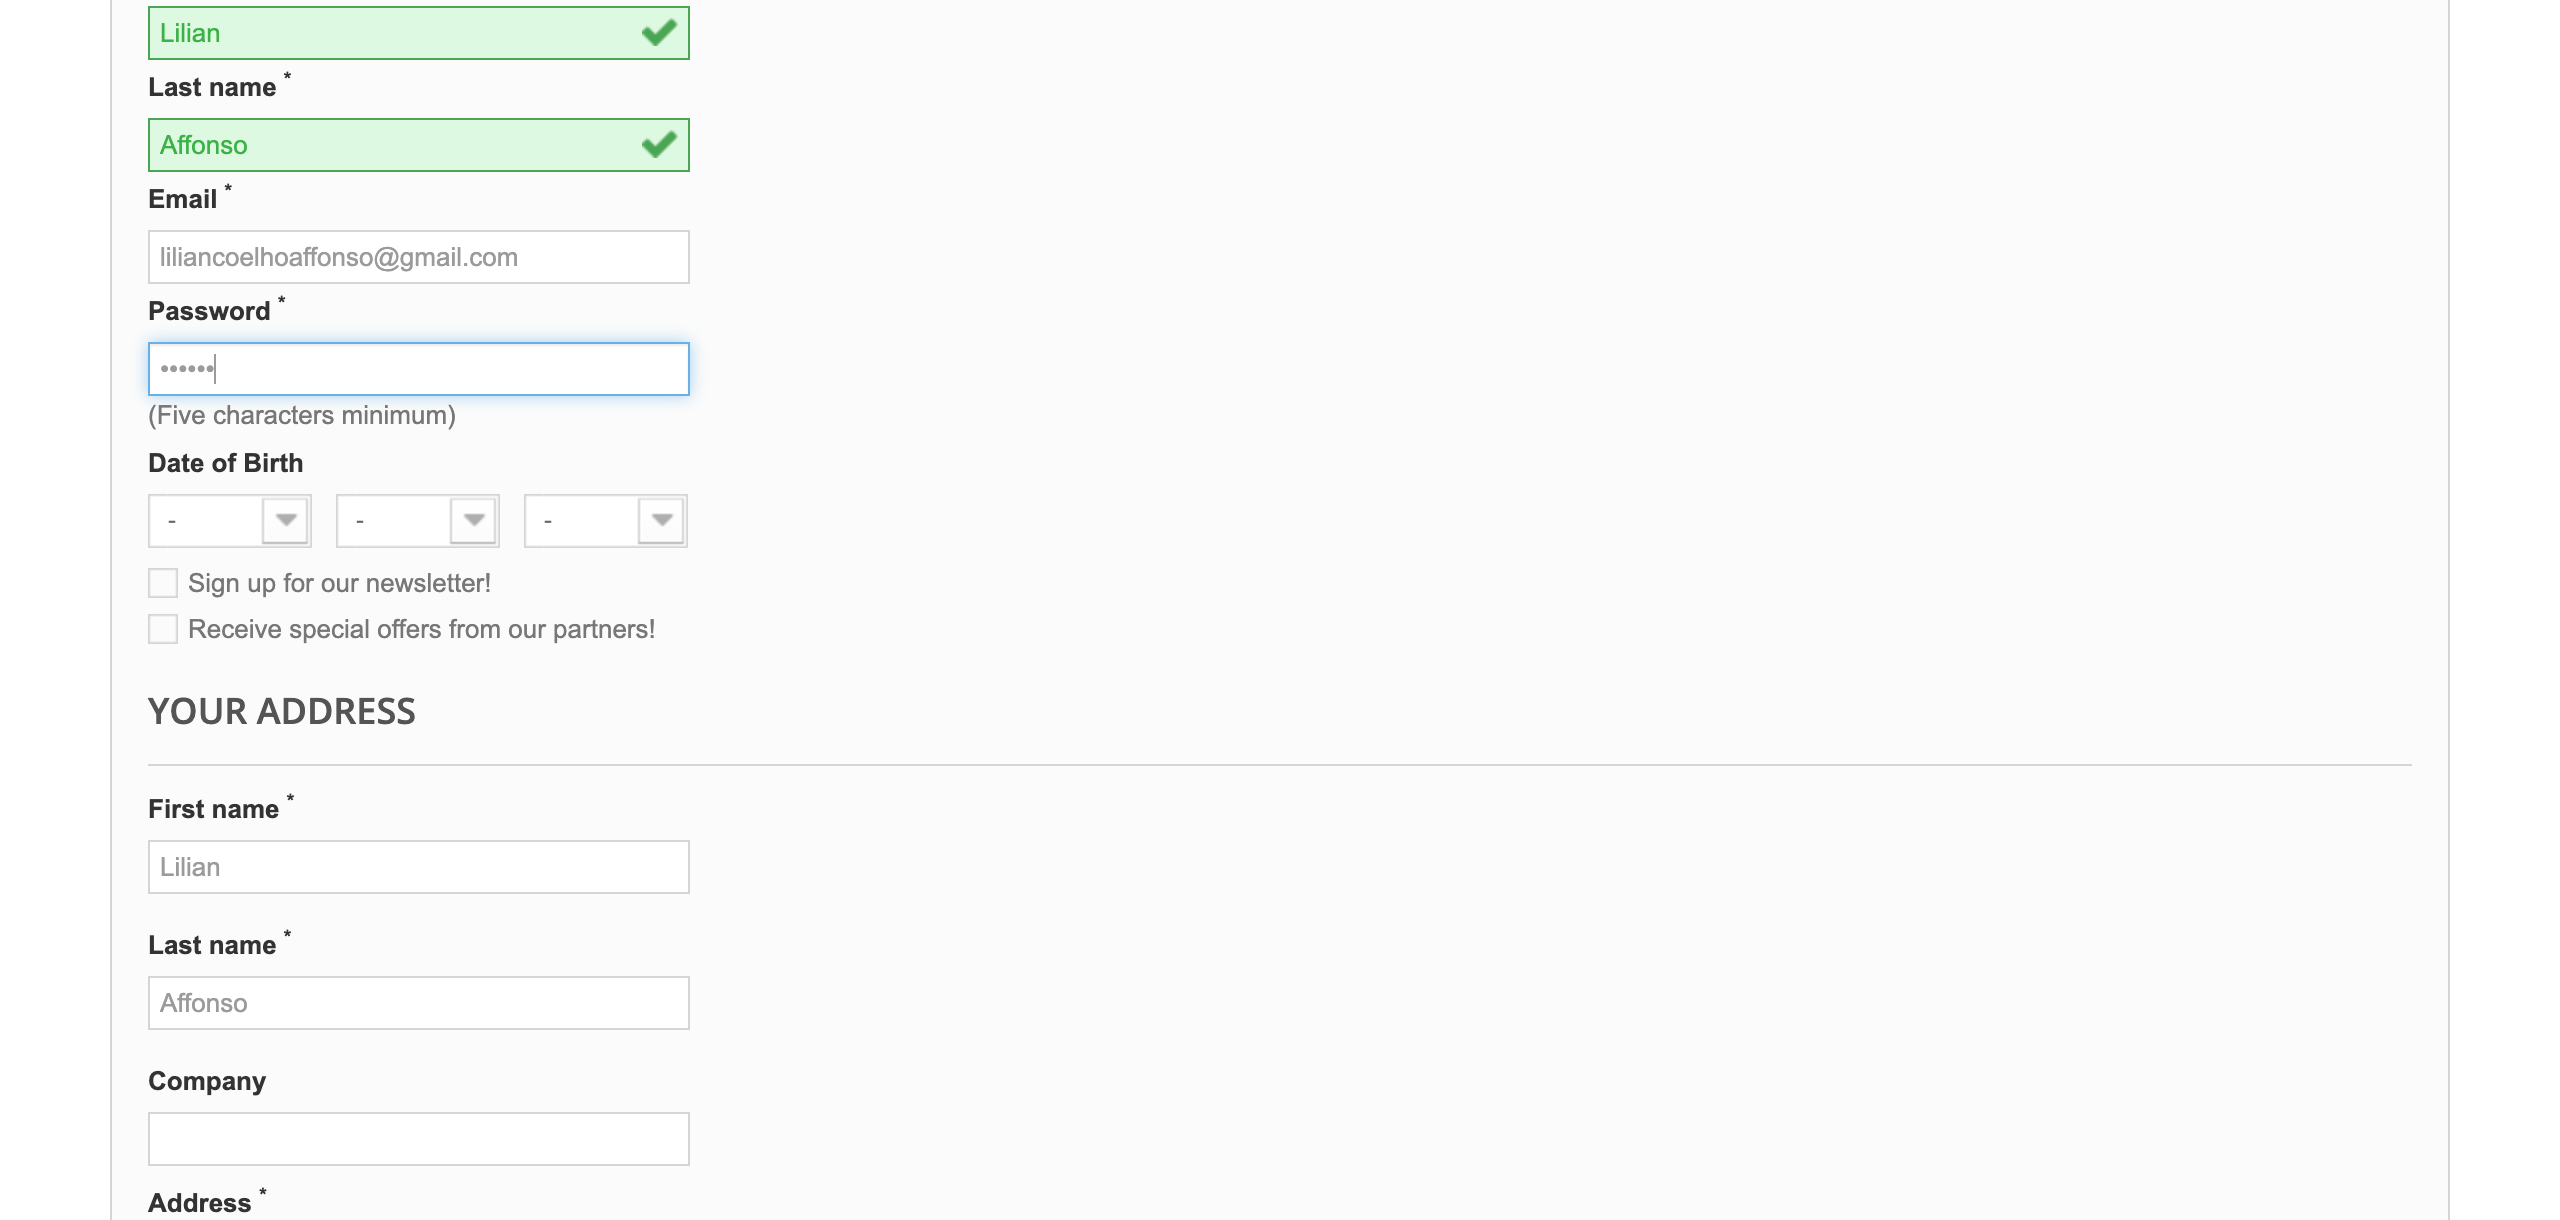 Lilian
Last name *
Affonso
Email *
liliancoelhoaffonso@gmail.com
Password *
••••••
(Five characters minimum)
Date of Birth
- - -
Sign up for our newsletter!
Receive special offers from our partners!
YOUR ADDRESS
First name *
Lilian
Last name *
Affonso
Company
Address *